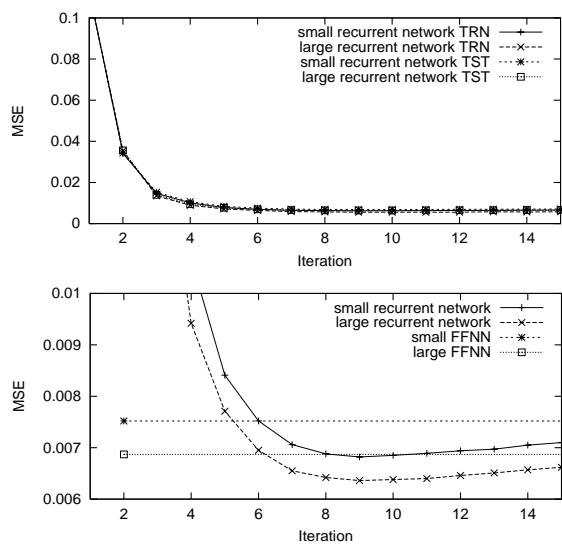 0.1
0.08
0.06
0.04
0.02
0
MSE
small recurrent network TRN
large recurrent network TRN
small recurrent network TST
large recurrent network TST
2 4 6 8 10 12 14
Iteration
0.01
0.009
0.008
0.007
0.006
MSE
small recurrent network
large recurrent network
small FFNN
large FFNN
2 4 6 8 10 12 14
Iteration